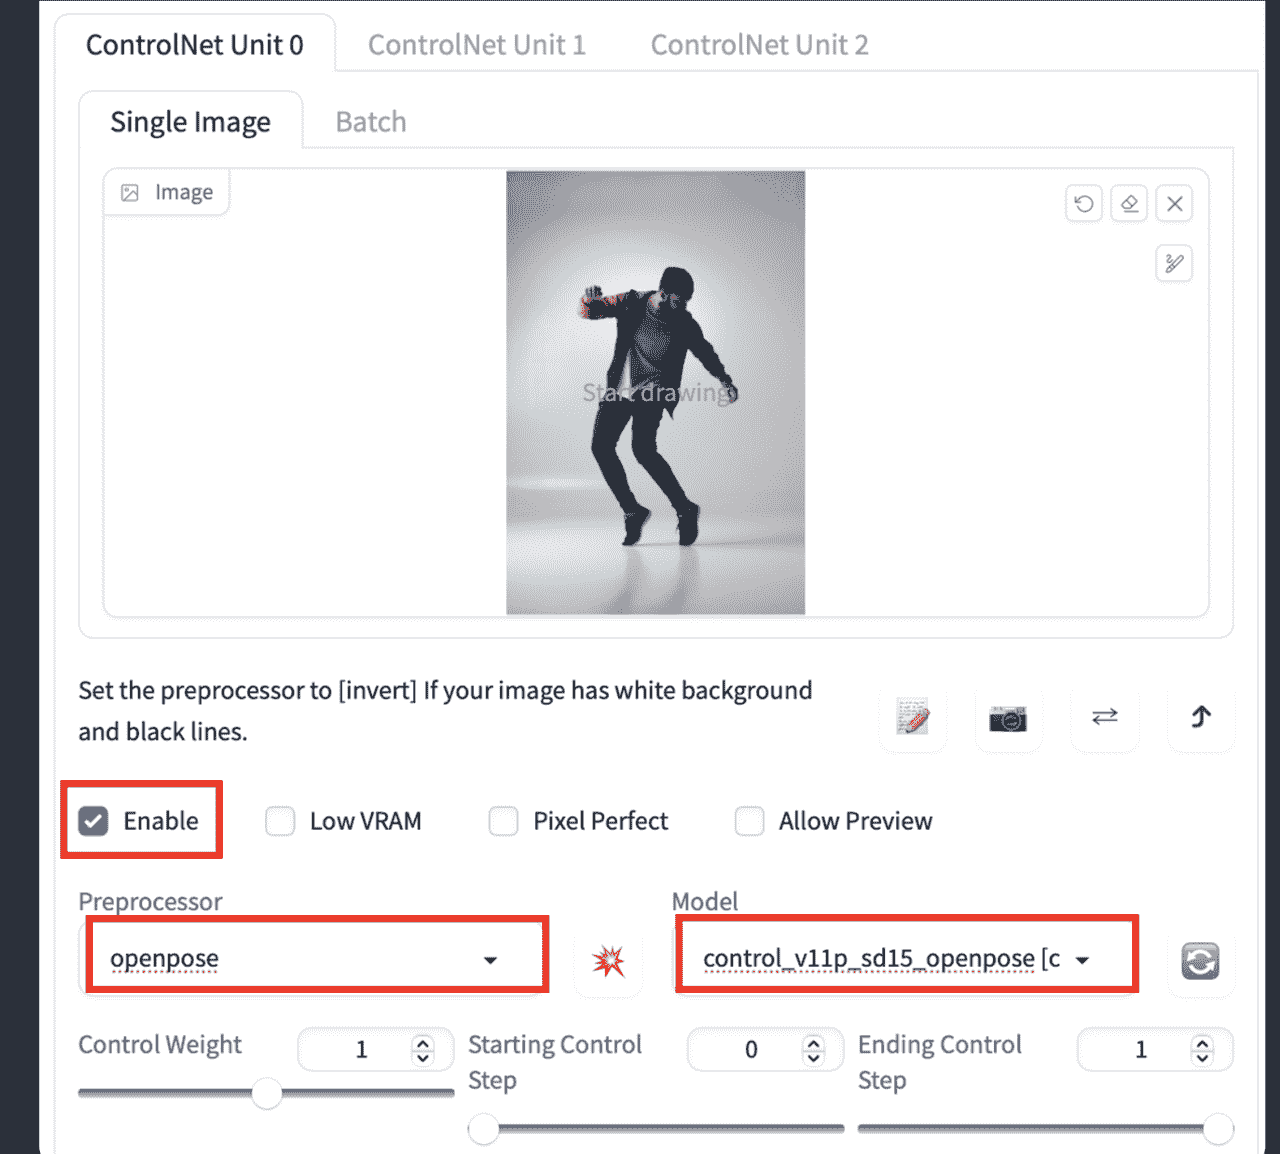 ControlNet Unit 0 ControlNet Unit 1 ControlNet Unit 2
Single Image Batch
Image
Start drawing
Set the preprocessor to [invert] If your image has white background
and black lines.
Enable Low VRAM Pixel Perfect Allow Preview
Preprocessor Model
openpose control_v11p_sd15_openpose [c
Control Weight 1 Starting Control 0 Ending Control 1
Step Step